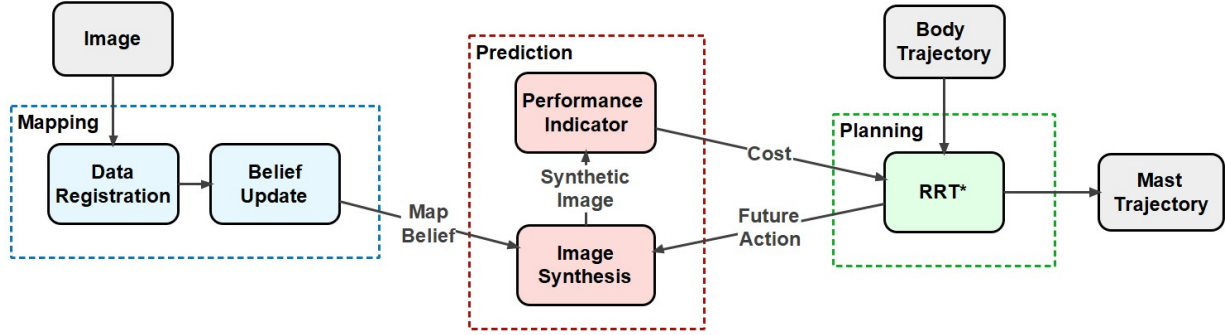 Image
Mapping
Data
Registration
Belief
Update
Map
Belief
Prediction
Performance
Indicator
Synthetic
Image
Image
Synthesis
Cost
Future
Action
Body
Trajectory
Planning
RRT*
Mast
Trajectory